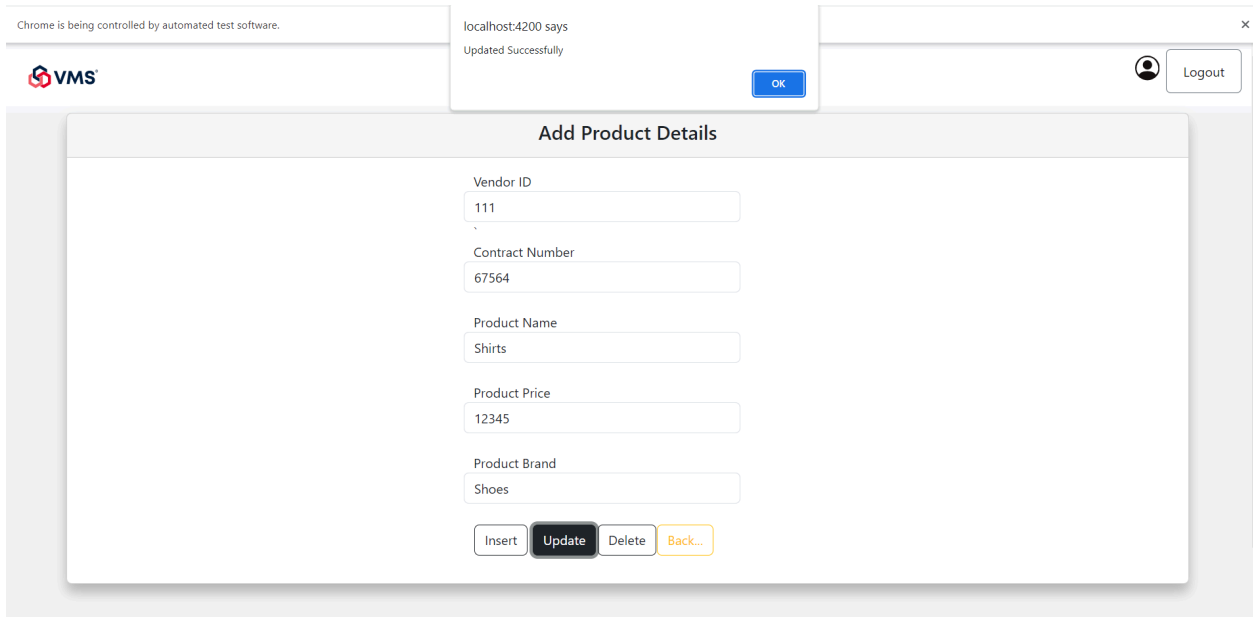 Chrome is being controlled by automated test software.
localhost:4200 says
Updated Successfully
OK
VMS
Logout
Add Product Details
Vendor ID
111
`
Contract Number
67564
Product Name
Shirts
Product Price
12345
Product Brand
Shoes
Insert Update Delete Back...